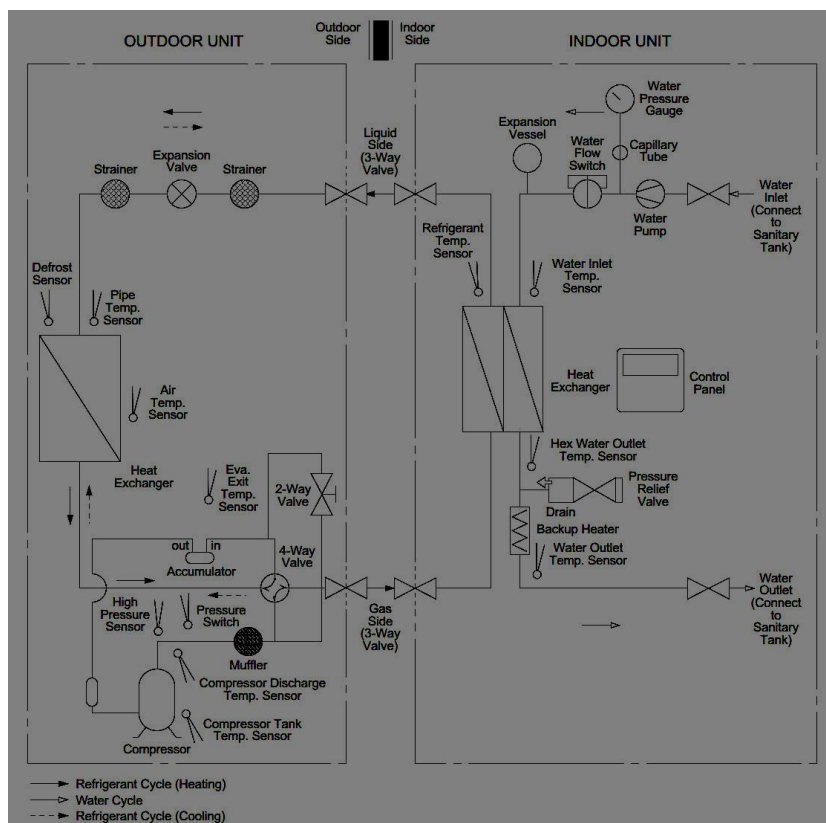 OUTDOOR UNIT
Outdoor
Side
Indoor
Side
INDOOR UNIT
Water
Pressure
Gauge
Expansion
Vessel
Liquid
Side
(3-Way
Valve)
Water
Flow
Switch
Capillary
Tube
Strainer
Expansion
Valve
Strainer
Water
Pump
Water
Inlet
(Connect
to
Sanitary
Tank)
Refrigerant
Temp.
Sensor
Water Inlet
Temp.
Sensor
Defrost
Sensor
Pipe
Temp.
Sensor
Air
Temp.
Sensor
Heat
Exchanger
Control
Panel
Heat
Exchanger
Eva.
Exit
Temp.
Sensor
2-Way
Valve
Hex Water Outlet
Temp. Sensor
Pressure
Relief
Valve
Drain
Backup Heater
out
in
Accumulator
4-Way
Valve
Water Outlet
Temp. Sensor
High
Pressure
Sensor
Pressure
Switch
Gas
Side
(3-Way
Valve)
Water
Outlet
(Connect
to
Sanitary
Tank)
Muffler
Compressor Discharge
Temp. Sensor
Compressor Tank
Temp. Sensor
Compressor
Refrigerant Cycle (Heating)
Water Cycle
Refrigerant Cycle (Cooling)